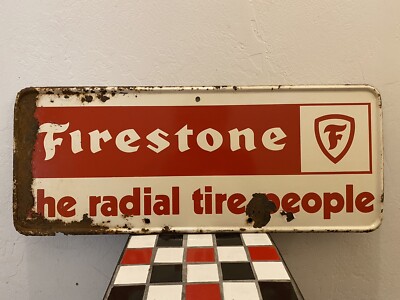 Firestone F
he radial tire people